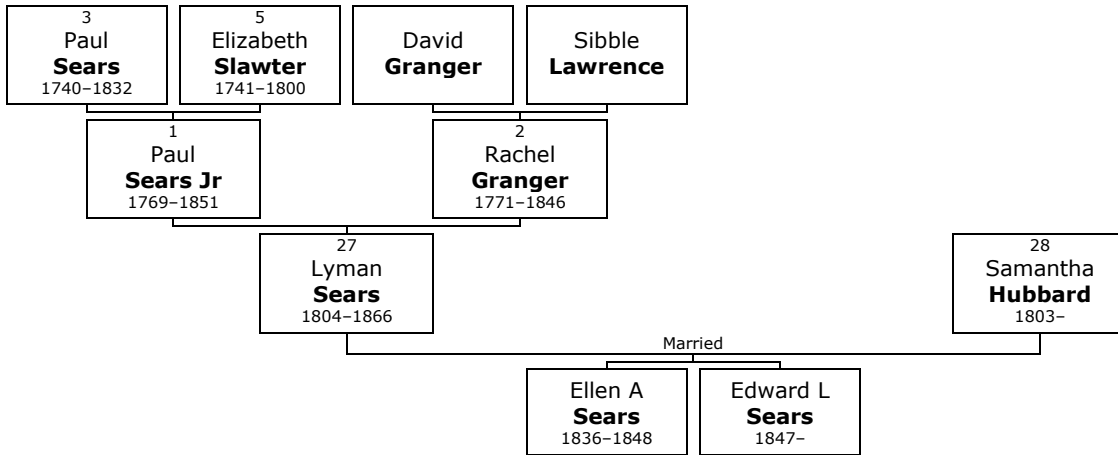 3
Paul
Sears
1740–1832
5
Elizabeth
Slawter
1741–1800
David
Granger
Sibble
Lawrence
1
Paul
Sears Jr
1769–1851
2
Rachel
Granger
1771–1846
27
Lyman
Sears
1804–1866
28
Samantha
Hubbard
1803–
Married
Ellen A
Sears
1836–1848
Edward L
Sears
1847–